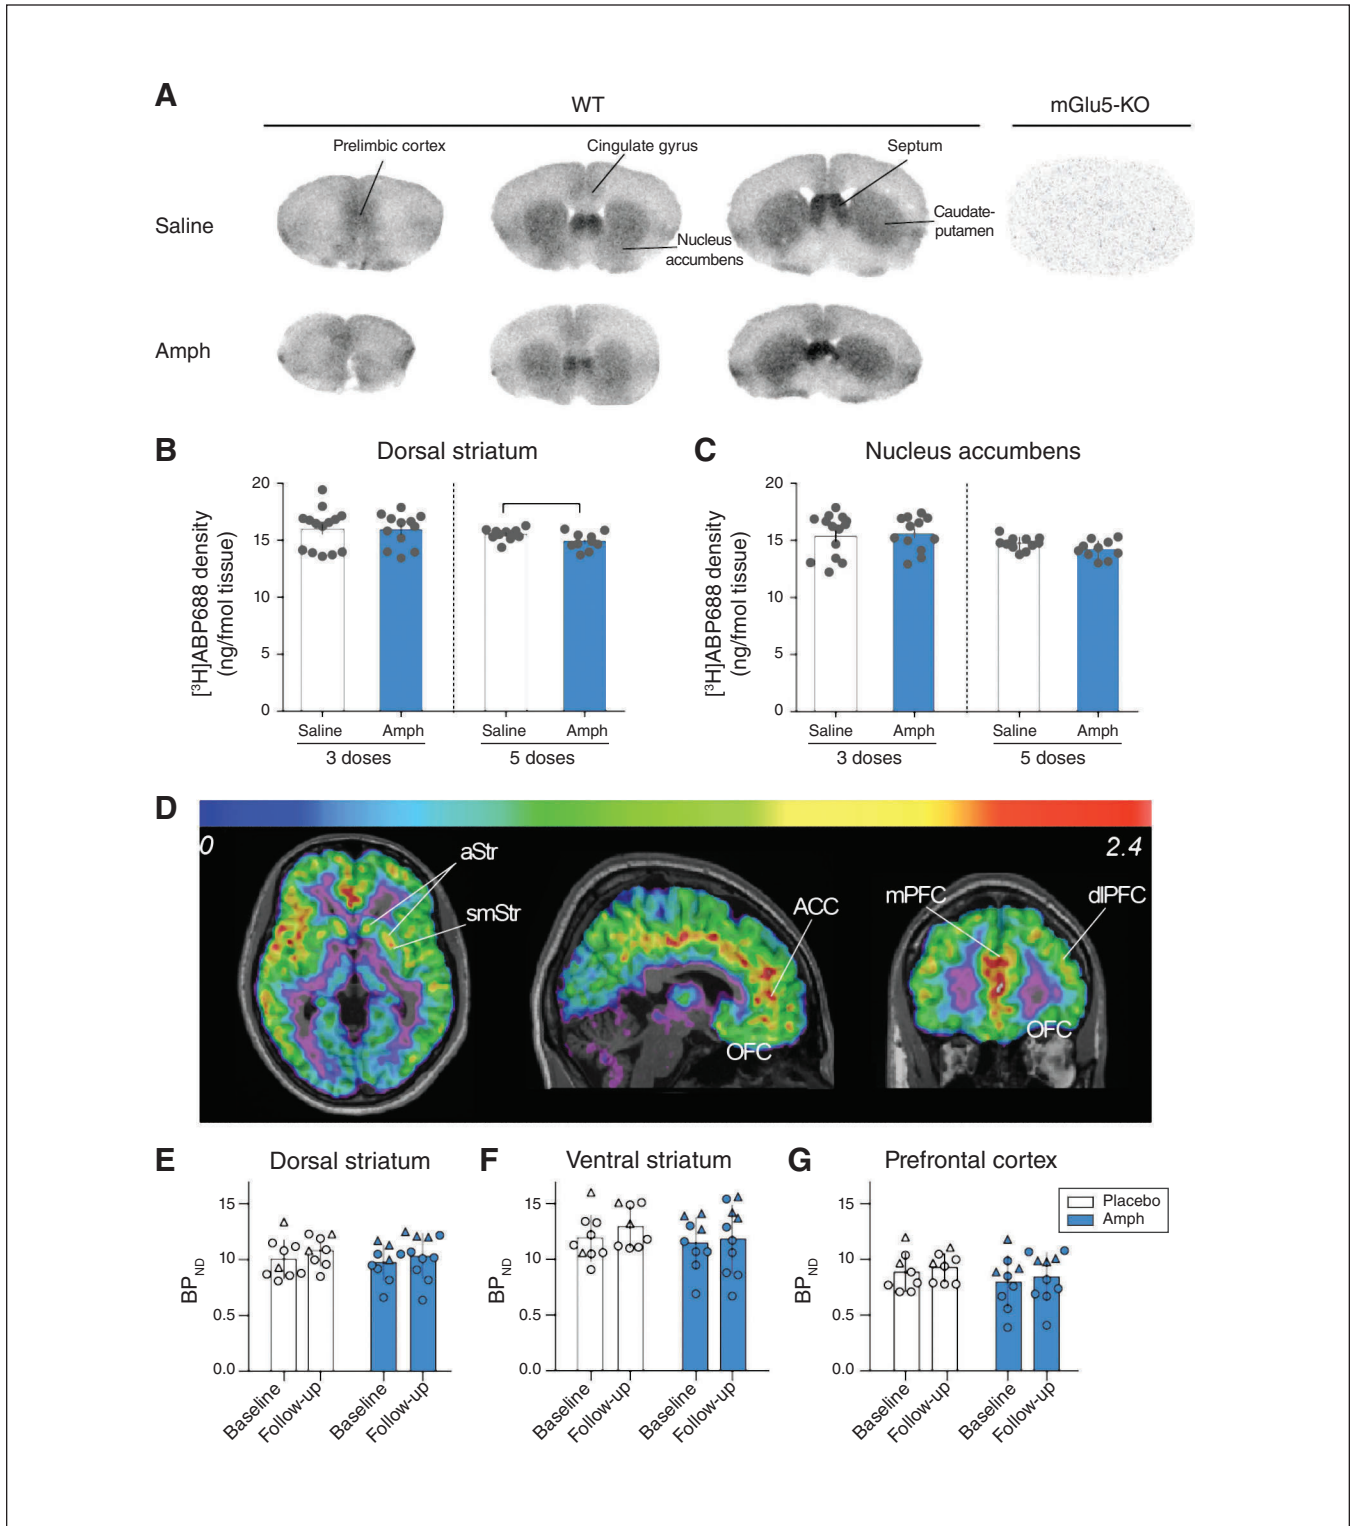 A
WT
mGlu5-KO
Prelimbic cortex
Cingulate gyrus
Septum
Saline
Caudate-
putamen
Nucleus
accumbens
Amph
B
Dorsal striatum
[³H]ABP688 density
(ng/fmol tissue)
20
15
10
5
0
Saline
Amph
Saline
Amph
3 doses
5 doses
C
Nucleus accumbens
[³H]ABP688 density
(ng/fmol tissue)
20
15
10
5
0
Saline
Amph
Saline
Amph
3 doses
5 doses
D
0
2.4
aStr
smStr
ACC
OFC
mPFC
dlPFC
OFC
E
Dorsal striatum
BP_ND
15
10
0.5
0.0
Baseline
Follow-up
Baseline
Follow-up
F
Ventral striatum
BP_ND
15
10
0.5
0.0
Baseline
Follow-up
Baseline
Follow-up
G
Prefrontal cortex
BP_ND
15
10
0.5
0.0
Baseline
Follow-up
Baseline
Follow-up
Placebo
Amph